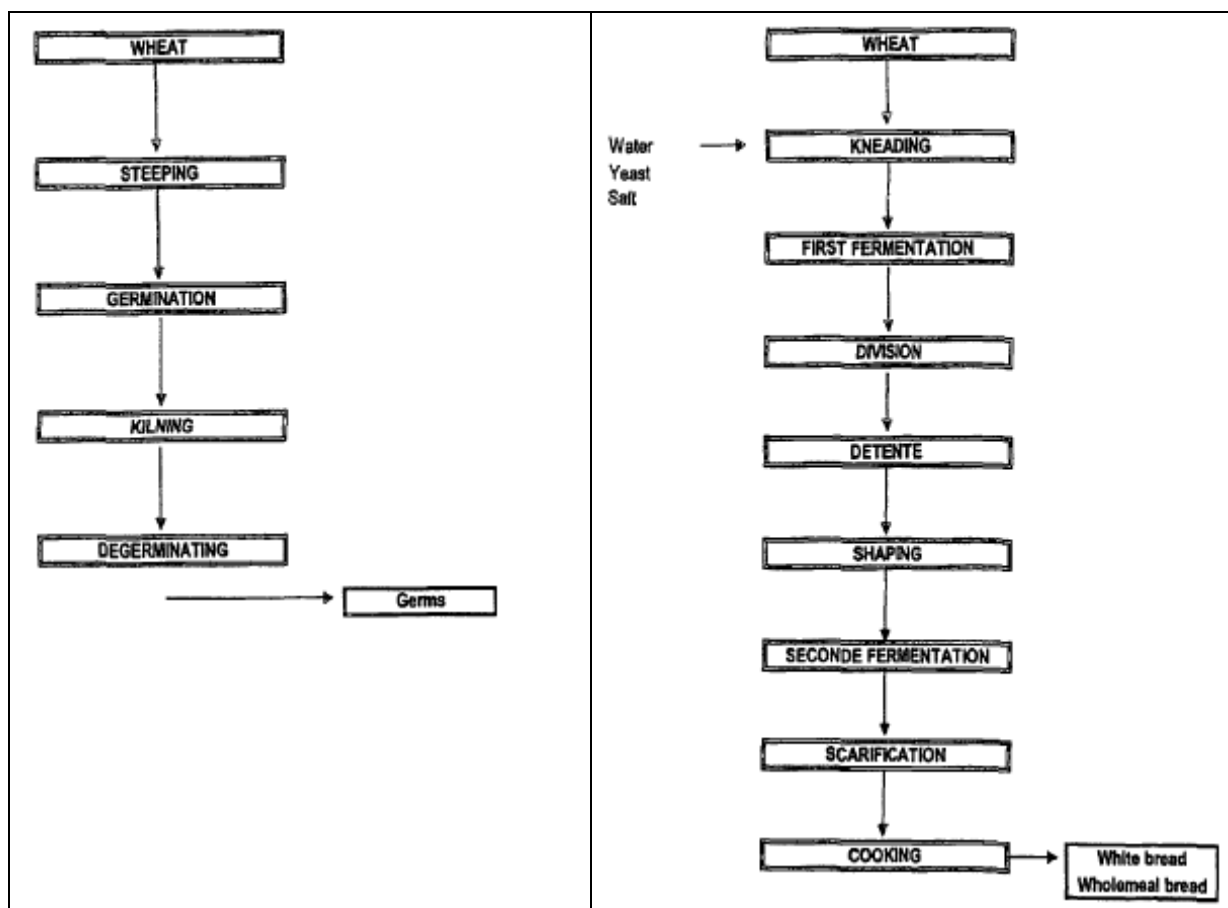 WHEAT
STEEPING
GERMINATION
KILNING
DEGERMINATING
Germs
WHEAT
Water
Yeast
Salt
KNEADING
FIRST FERMENTATION
DIVISION
DETENTE
SHAPING
SECONDE FERMENTATION
SCARIFICATION
COOKING
White bread
Wholemeal bread